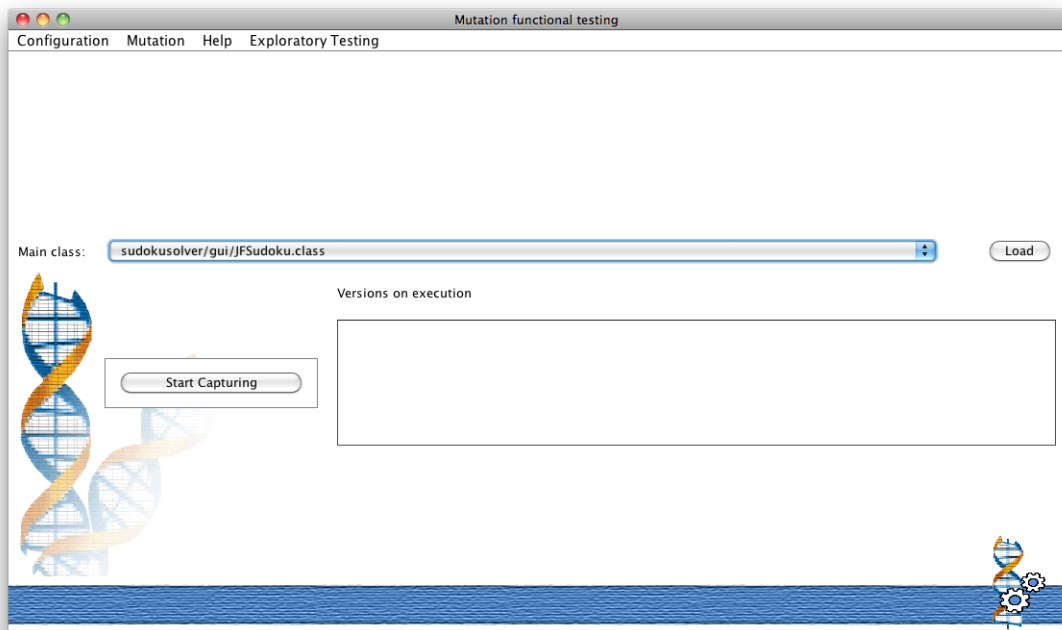 Mutation functional testing
Configuration Mutation Help Exploratory Testing
Main class: sudokusolver/gui/JFSudoku.class Load
Versions on execution
Start Capturing